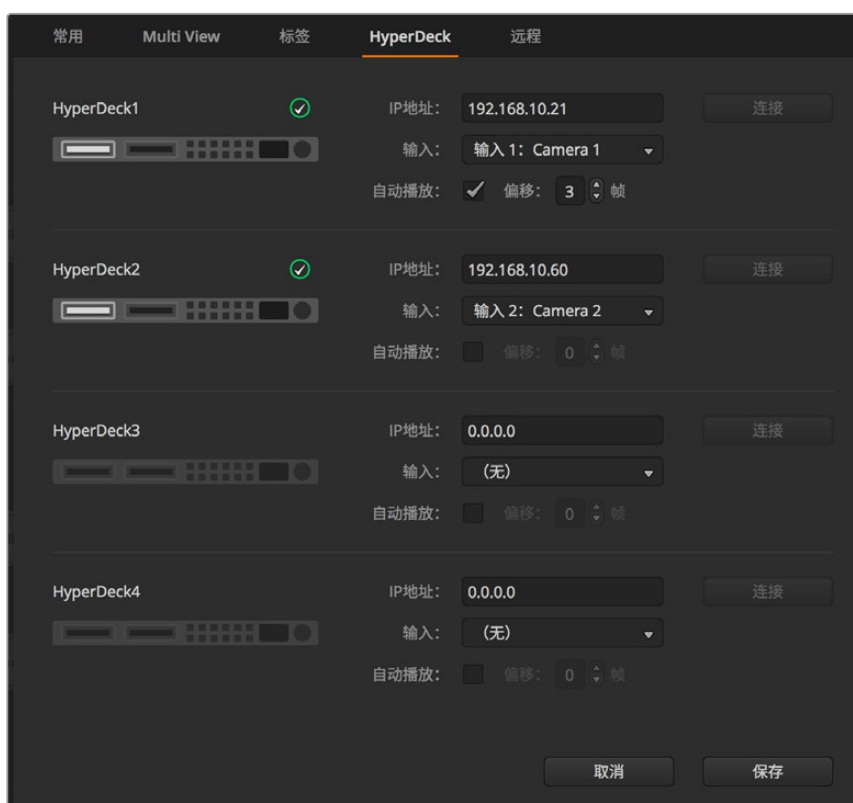 常用 Multi View 标签 HyperDeck 远程
HyperDeck1 IP地址： 192.168.10.21 连接
输入： 输入 1：Camera 1
自动播放： 偏移： 3 帧
HyperDeck2 IP地址： 192.168.10.60 连接
输入： 输入 2：Camera 2
自动播放： 偏移： 0 帧
HyperDeck3 IP地址： 0.0.0.0 连接
输入： （无）
自动播放： 偏移： 0 帧
HyperDeck4 IP地址： 0.0.0.0 连接
输入： （无）
自动播放： 偏移： 0 帧
取消 保存